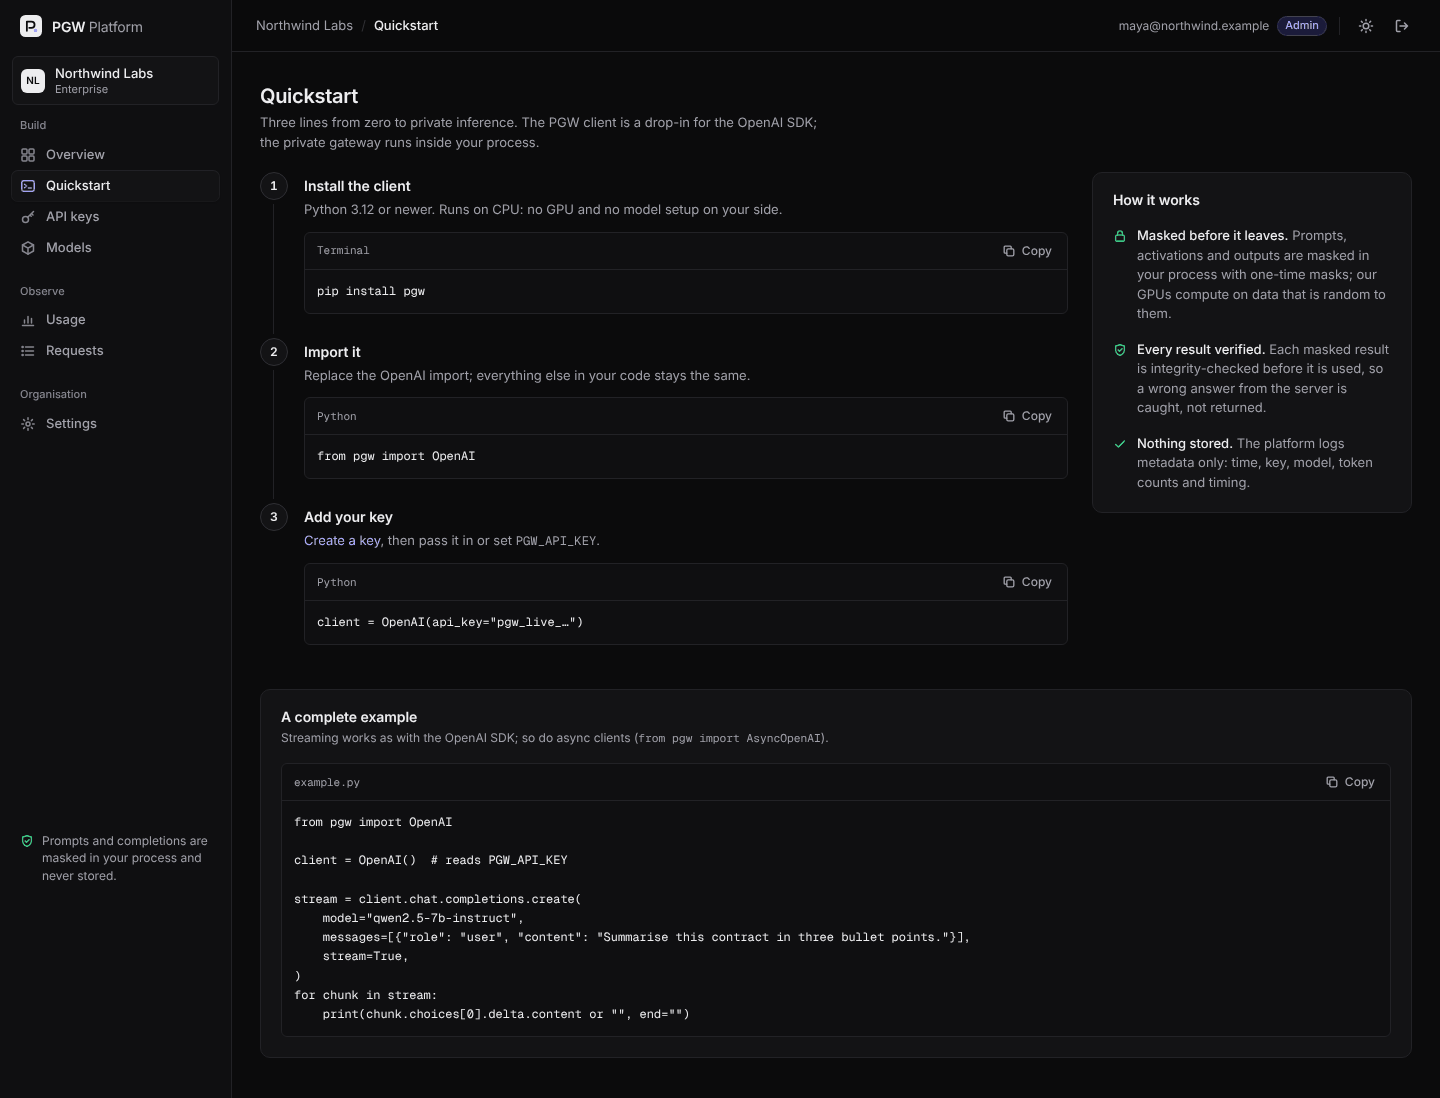 PGW Platform
NL
Northwind Labs
Enterprise
Build
Overview
Quickstart
API keys
Models
Observe
Usage
Requests
Organisation
Settings
Prompts and completions are
masked in your process and
never stored.
Northwind Labs / Quickstart
maya@northwind.example Admin
Quickstart
Three lines from zero to private inference. The PGW client is a drop-in for the OpenAI SDK;
the private gateway runs inside your process.
1 Install the client
Python 3.12 or newer. Runs on CPU: no GPU and no model setup on your side.
Terminal Copy
pip install pgw
2 Import it
Replace the OpenAI import; everything else in your code stays the same.
Python Copy
from pgw import OpenAI
3 Add your key
Create a key, then pass it in or set PGW_API_KEY.
Python Copy
client = OpenAI(api_key="pgw_live_…")
How it works
Masked before it leaves. Prompts,
activations and outputs are masked in
your process with one-time masks; our
GPUs compute on data that is random to
them.
Every result verified. Each masked result
is integrity-checked before it is used, so
a wrong answer from the server is
caught, not returned.
Nothing stored. The platform logs
metadata only: time, key, model, token
counts and timing.
A complete example
Streaming works as with the OpenAI SDK; so do async clients (from pgw import AsyncOpenAI).
example.py Copy
from pgw import OpenAI
client = OpenAI()  # reads PGW_API_KEY
stream = client.chat.completions.create(
    model="qwen2.5-7b-instruct",
    messages=[{"role": "user", "content": "Summarise this contract in three bullet points."}],
    stream=True,
)
for chunk in stream:
    print(chunk.choices[0].delta.content or "", end="")